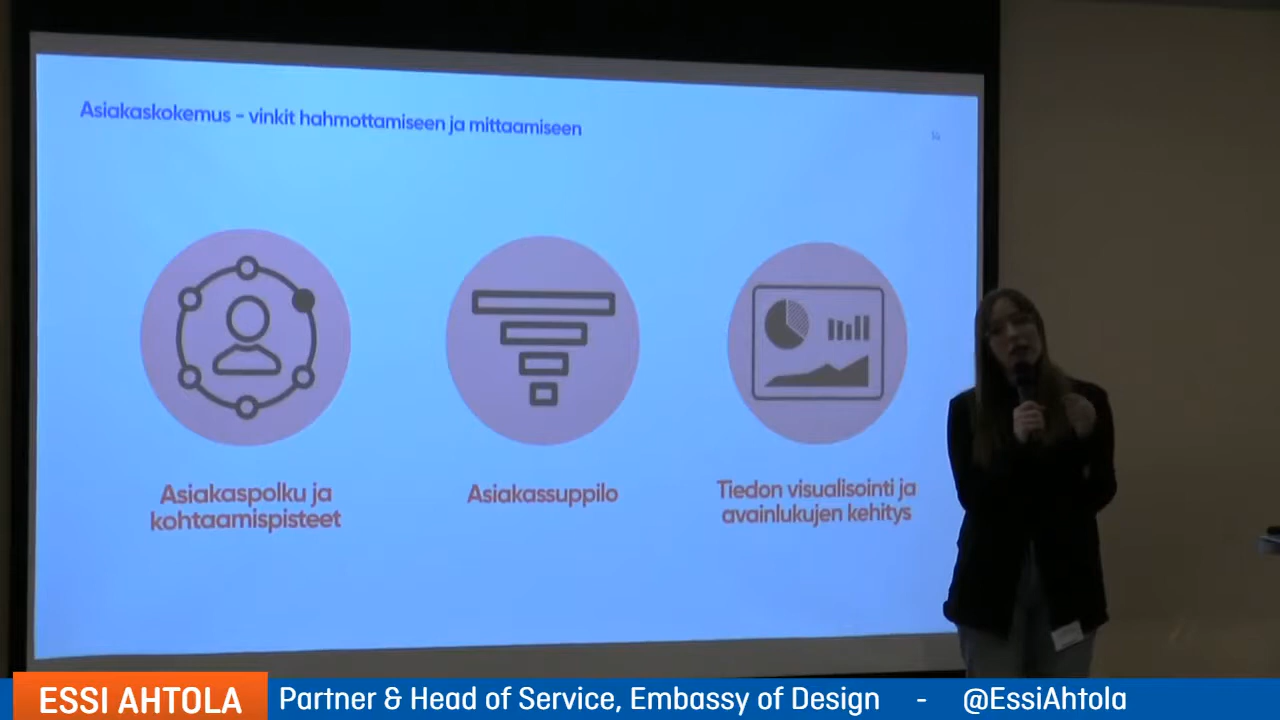 Asiakaskokemus - vinkit hahmottamiseen ja mittaamiseen
Asiakaspolku ja
kohtaamispisteet
Asiakassuppilo
Tiedon visualisointi ja
avainlukujen kehitys
ESSI AHTOLA
Partner & Head of Service, Embassy of Design - @EssiAhtola